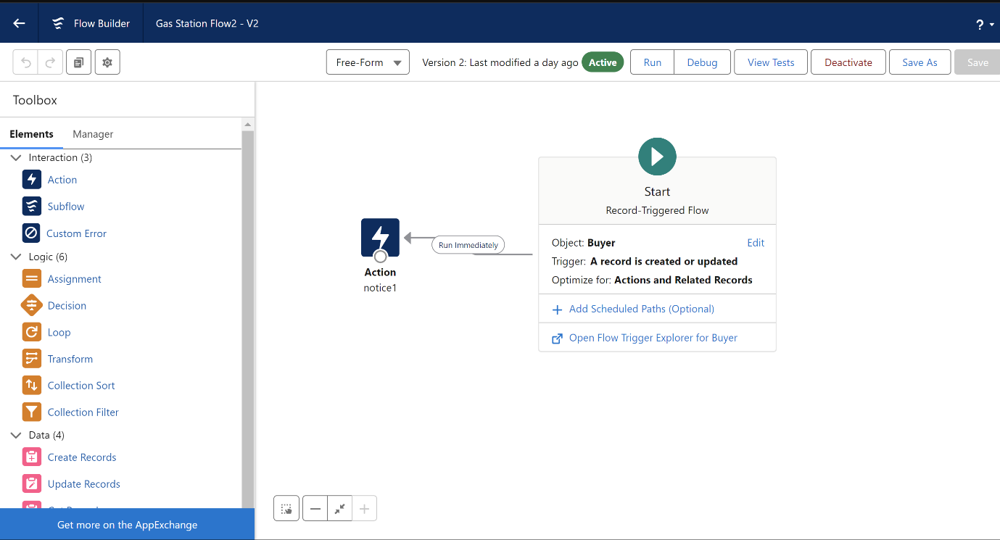 Flow Builder
Gas Station Flow2 - V2
?
Free-Form
Version 2: Last modified a day ago
Active
Run
Debug
View Tests
Deactivate
Save As
Save
Toolbox
Elements
Manager
Interaction (3)
Action
Subflow
Custom Error
Logic (6)
Assignment
Decision
Loop
Transform
Collection Sort
Collection Filter
Data (4)
Create Records
Update Records
Get more on the AppExchange
Run Immediately
Action
notice1
Start
Record-Triggered Flow
Object: Buyer
Edit
Trigger: A record is created or updated
Optimize for: Actions and Related Records
Add Scheduled Paths (Optional)
Open Flow Trigger Explorer for Buyer